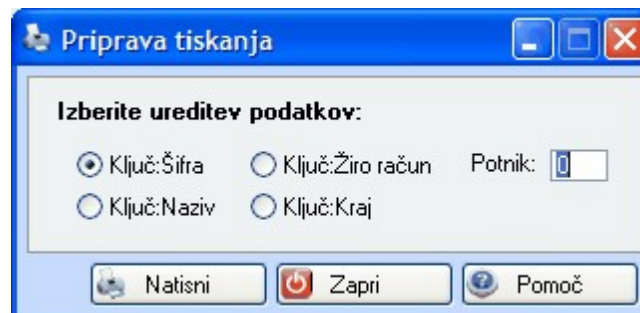 Priprava tiskanja
Izberite ureditev podatkov:
Ključ:Šifra Ključ:Žiro račun Potnik: 0
Ključ:Naziv Ključ:Kraj
Natisni Zapri Pomoč